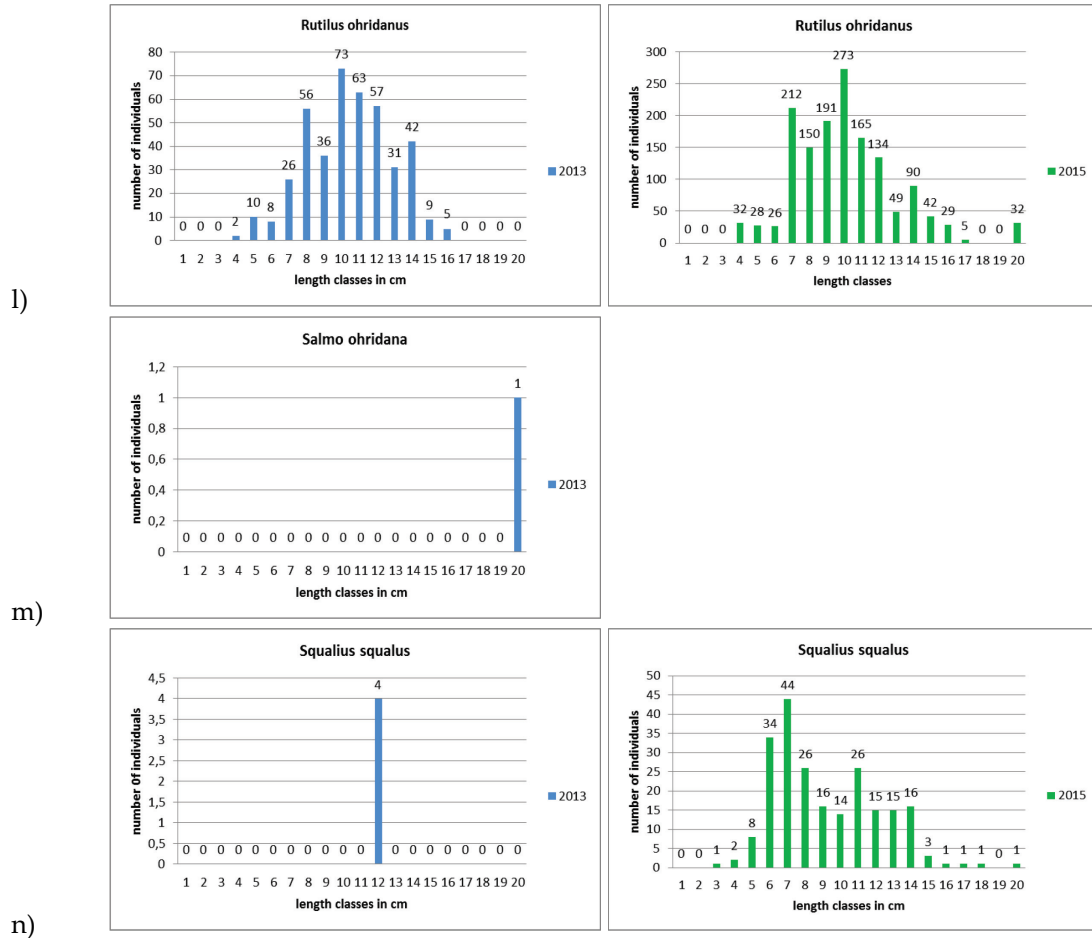 Rutilus ohridanus
number of individuals
80
70
60
50
40
30
20
10
0
0 0 0 2 10 8 26 56 36 73 63 57 31 42 9 5 0 0 0 0
1 2 3 4 5 6 7 8 9 10 11 12 13 14 15 16 17 18 19 20
length classes in cm
2013
Rutilus ohridanus
number of individuals
300
250
200
150
100
50
0
0 0 0 32 28 26 212 150 191 273 165 134 49 90 42 29 5 0 0 32
1 2 3 4 5 6 7 8 9 10 11 12 13 14 15 16 17 18 19 20
length classes
2015
l)
Salmo ohridana
number of individuals
1,2
1
0,8
0,6
0,4
0,2
0
0 0 0 0 0 0 0 0 0 0 0 0 0 0 0 0 0 0 0 1
1 2 3 4 5 6 7 8 9 10 11 12 13 14 15 16 17 18 19 20
length classes in cm
2013
m)
Squalius squalus
number 0f individuals
4,5
4
3,5
3
2,5
2
1,5
1
0,5
0
0 0 0 0 0 0 0 0 0 0 0 4 0 0 0 0 0 0 0 0
1 2 3 4 5 6 7 8 9 10 11 12 13 14 15 16 17 18 19 20
length classes in cm
2013
Squalius squalus
number of individuals
50
45
40
35
30
25
20
15
10
5
0
0 0 1 2 8 34 44 26 16 14 26 15 15 16 3 1 1 1 0 1
1 2 3 4 5 6 7 8 9 10 11 12 13 14 15 16 17 18 19 20
length classes in cm
2015
n)